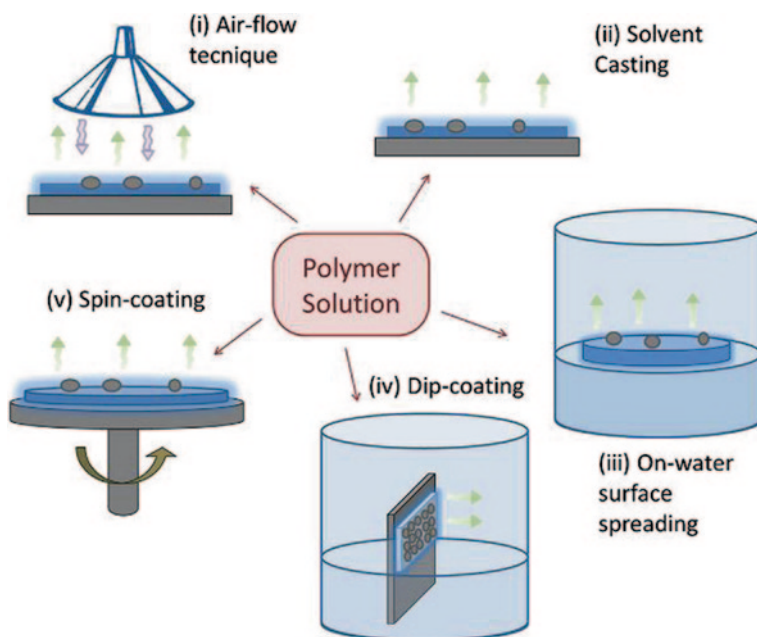 (i) Air-flow
tecnique
(ii) Solvent
Casting
Polymer
Solution
(v) Spin-coating
(iv) Dip-coating
(iii) On-water
surface
spreading